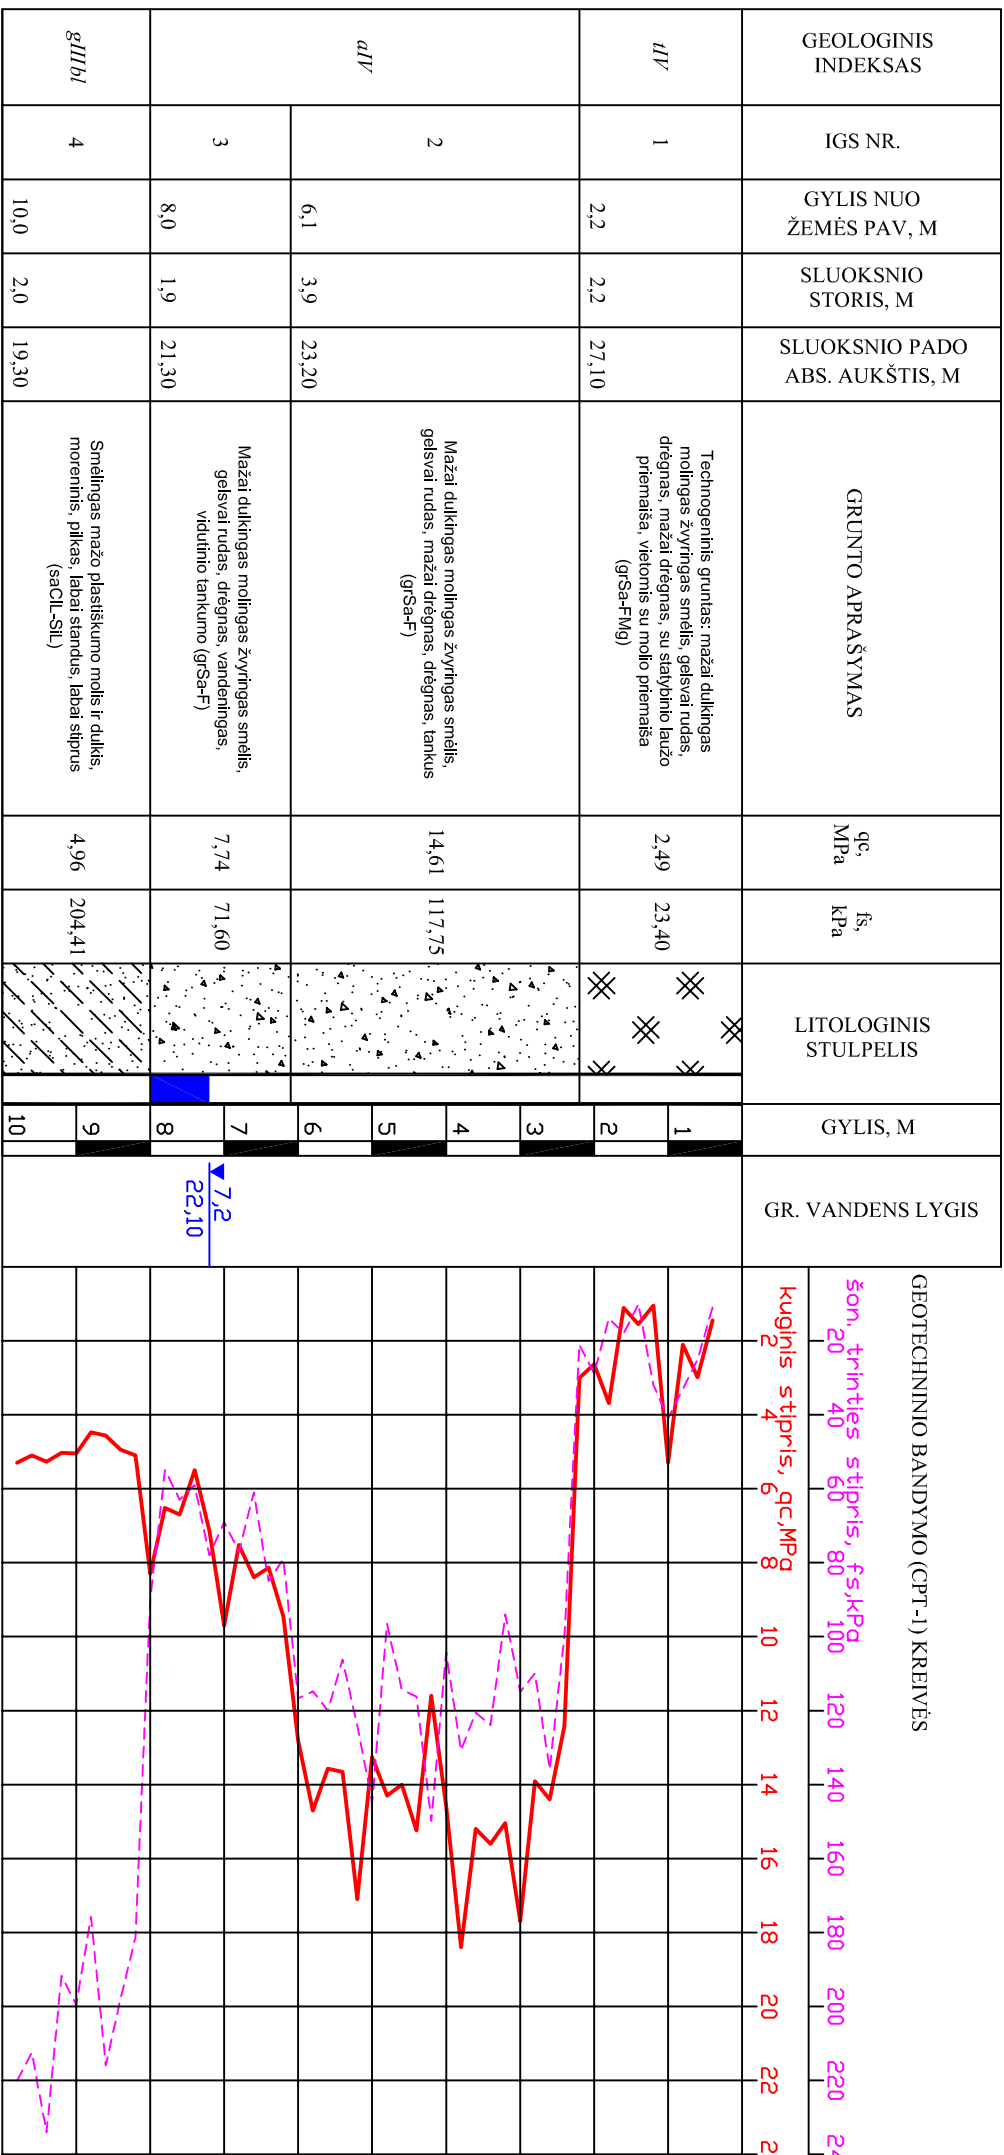 GEOLOGINIS
INDEKSAS
IGS NR.
GYLIS NUO
ŽEMĖS PAV, M
SLUOKSNIO
STORIS, M
SLUOKSNIO PADO
ABS. AUKŠTIS, M
GRUNTO APRAŠYMAS
qc,
MPa
fs,
kPa
LITOLOGINIS
STULPELIS
GYLIS, M
GR. VANDENS LYGIS
GEOTECHNINIO BANDYMO (CPT-1) KREIVĖS
šon. trinties stipris, fs,kPa
20 40 60 80 100 120 140 160 180 200 220
kuginis stipris, qc,MPa
2 4 6 8 10 12 14 16 18 20 22
tIV
1
2,2
2,2
27,10
Technogeninis gruntas: mažai dulkingas
molingas žvyringas smėlis, gelsvai rudas,
drėgnas, mažai drėgnas, su statybinio laužo
priemaiša, vietomis su molio priemaiša
(grSa-FMg)
2,49
23,40
aIV
2
6,1
3,9
23,20
Mažai dulkingas molingas žvyringas smėlis,
gelsvai rudas, mažai drėgnas, drėgnas, tankus
(grSa-F)
14,61
117,75
3
8,0
1,9
21,30
Mažai dulkingas molingas žvyringas smėlis,
gelsvai rudas, drėgnas, vandeningas,
vidutinio tankumo (grSa-F)
7,74
71,60
gIIIbl
4
10,0
2,0
19,30
Smėlingas mažo plastiškumo molis ir dulkis,
moreninis, pilkas, labai standus, labai stiprus
(saClL-SiL)
4,96
204,41
1
2
3
4
5
6
7
8
9
10
7,2
22,10